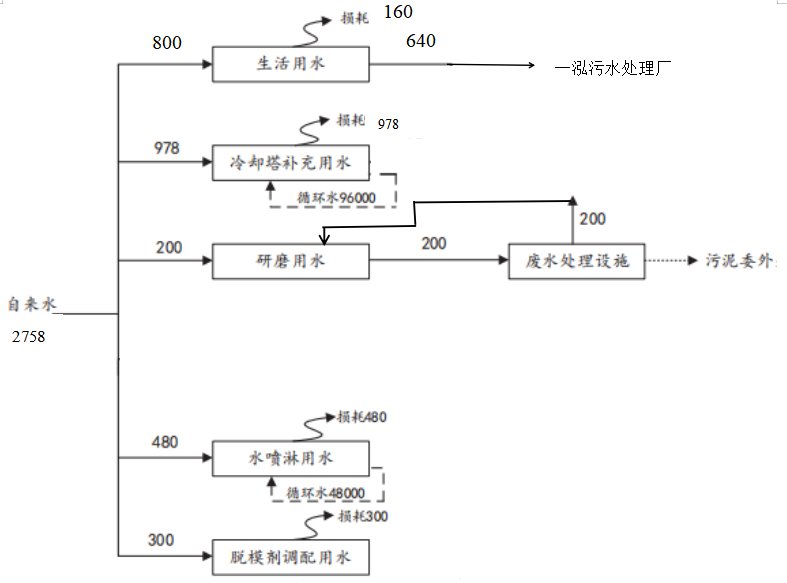 损耗 160
800
640
生活用水
一泓污水处理厂
损耗 978
978
冷却塔补充用水
循环水96000
200
200
200
研磨用水
废水处理设施
污泥委外
自来水
2758
损耗480
480
水喷淋用水
循环水48000
损耗300
300
脱模剂调配用水